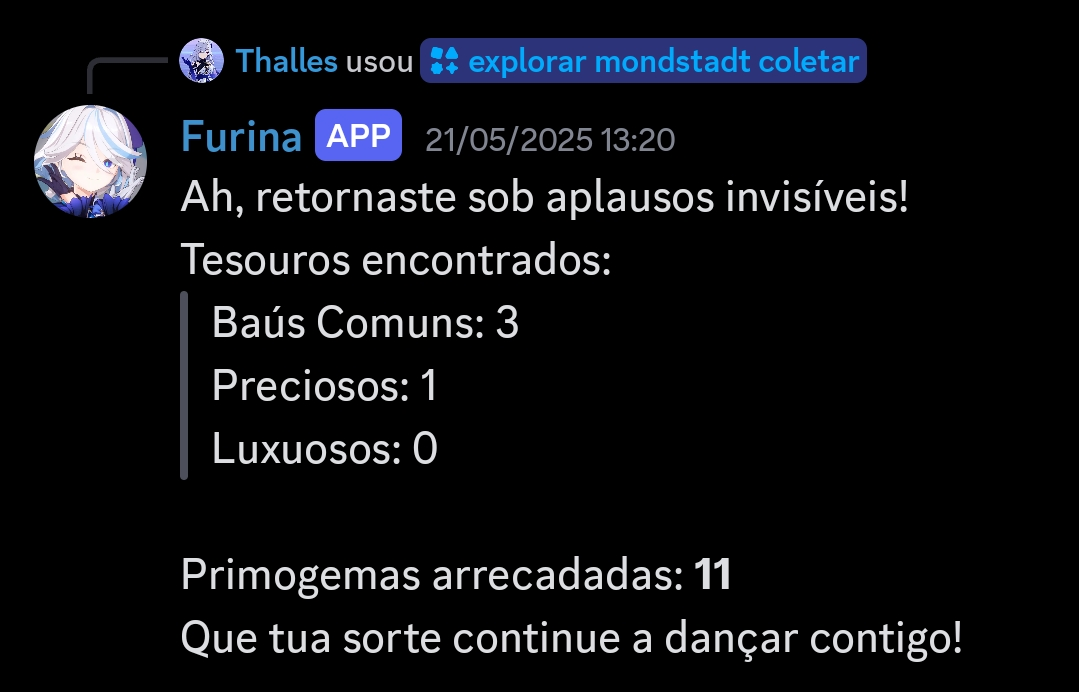 Thalles usou explorar mondstadt coletar
Furina APP 21/05/2025 13:20
Ah, retornaste sob aplausos invisíveis!
Tesouros encontrados:
Baús Comuns: 3
Preciosos: 1
Luxuosos: 0
Primogemas arrecadadas: 11
Que tua sorte continue a dançar contigo!